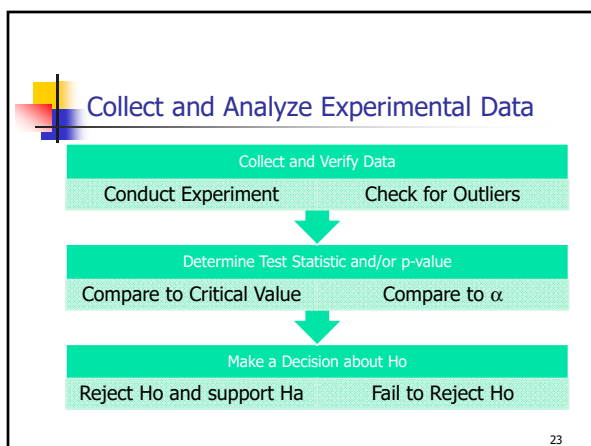 Collect and Analyze Experimental Data
Collect and Verify Data
Conduct Experiment Check for Outliers
Determine Test Statistic and/or p-value
Compare to Critical Value Compare to α
Make a Decision about Ho
Reject Ho and support Ha Fail to Reject Ho
23